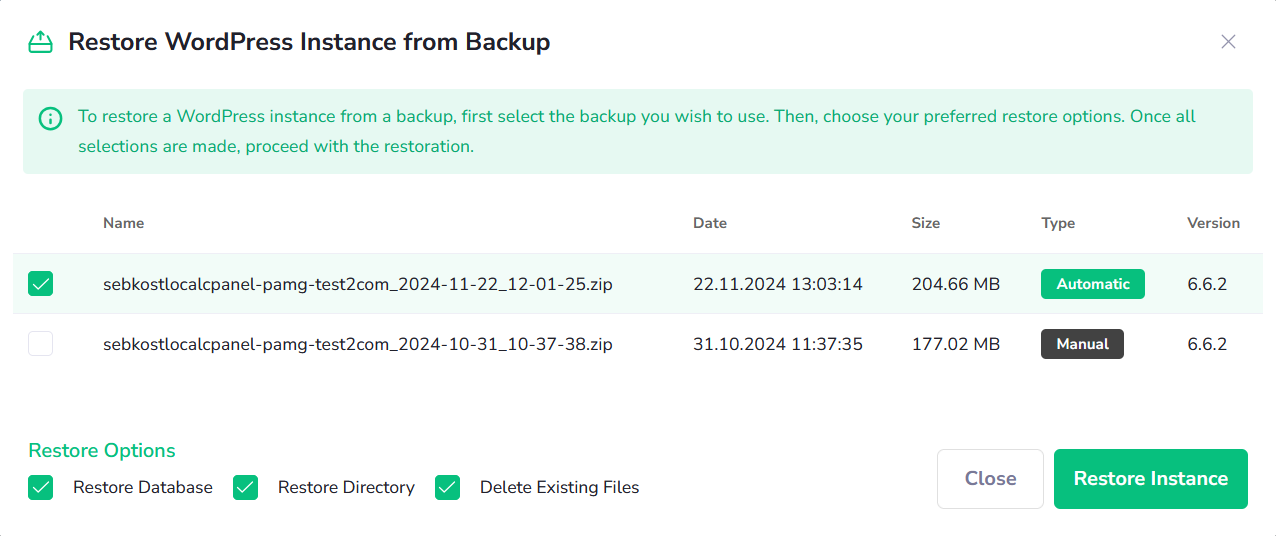 Restore WordPress Instance from Backup
To restore a WordPress instance from a backup, first select the backup you wish to use. Then, choose your preferred restore options. Once all
selections are made, proceed with the restoration.
Name Date Size Type Version
sebkostlocalcpanel-pamg-test2com_2024-11-22_12-01-25.zip 22.11.2024 13:03:14 204.66 MB Automatic 6.6.2
sebkostlocalcpanel-pamg-test2com_2024-10-31_10-37-38.zip 31.10.2024 11:37:35 177.02 MB Manual 6.6.2
Restore Options
Restore Database Restore Directory Delete Existing Files
Close Restore Instance